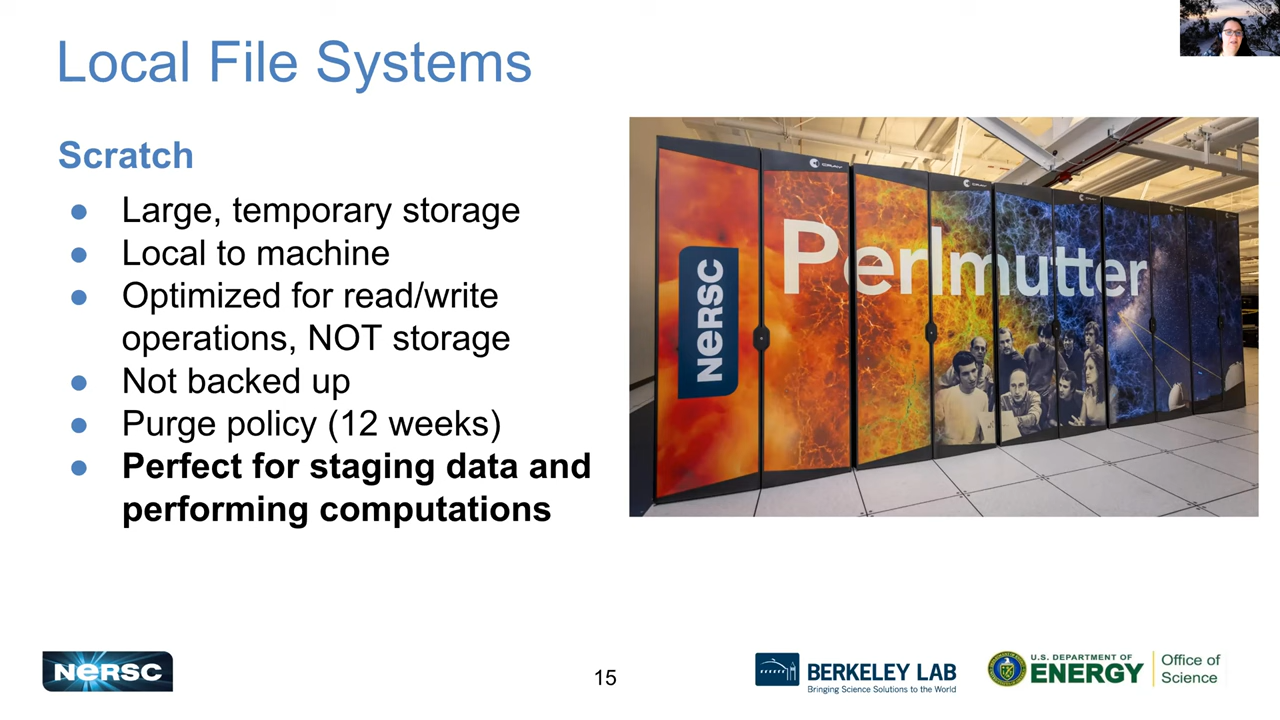 Local File Systems
Scratch
● Large, temporary storage
● Local to machine
● Optimized for read/write
operations, NOT storage
● Not backed up
● Purge policy (12 weeks)
● Perfect for staging data and
performing computations
NERSC
Perlmutter
NERSC
15
BERKELEY LAB
Bringing Science Solutions to the World
U.S. DEPARTMENT OF
ENERGY
Office of
Science